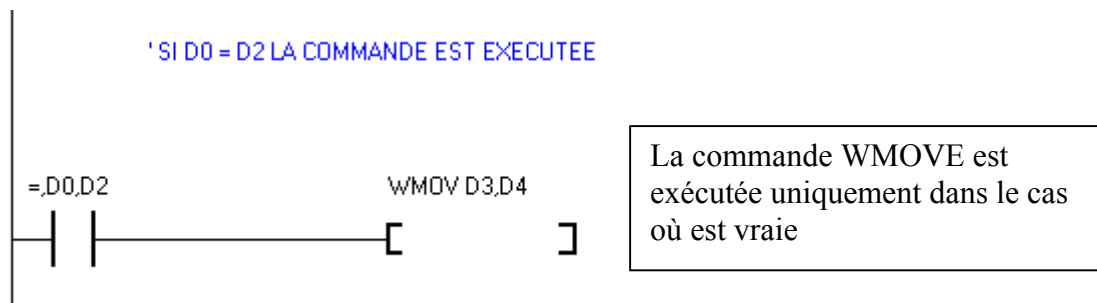 ' SI D0 = D2 LA COMMANDE EST EXECUTEE
=,D0,D2
WMOV D3,D4
La commande WMOVE est
exécutée uniquement dans le cas
où est vraie